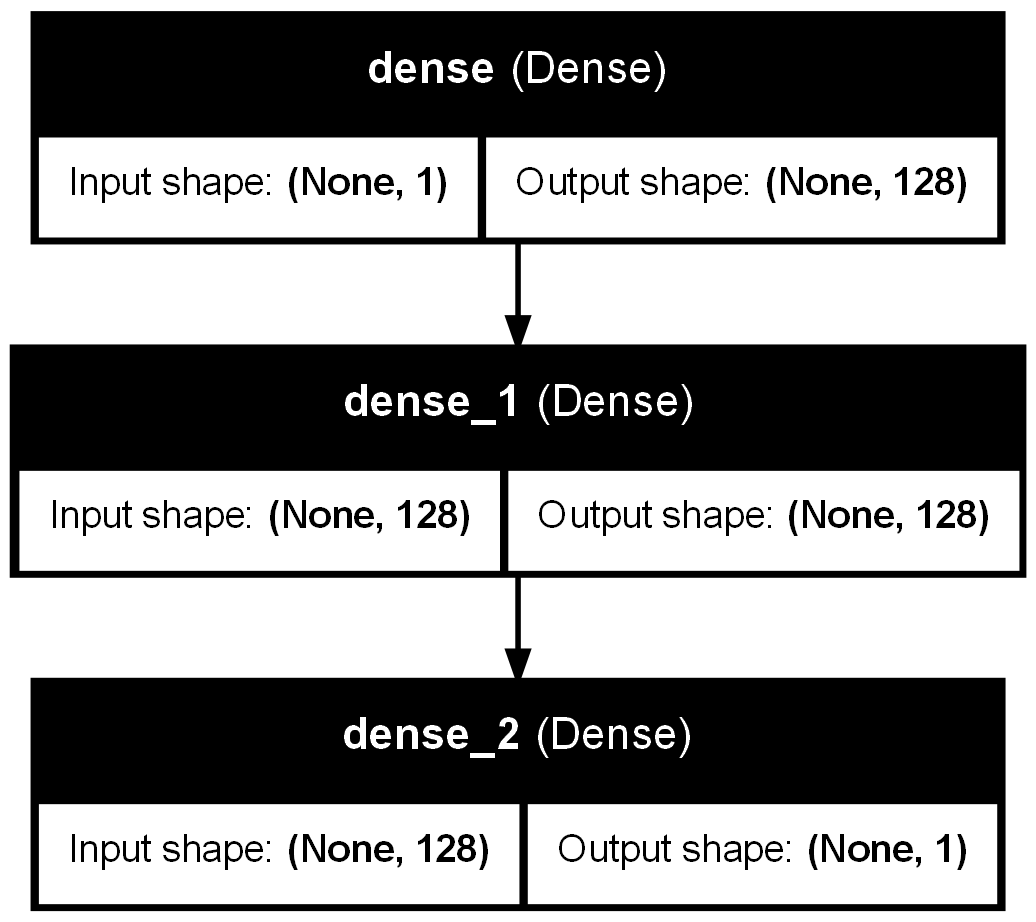 dense (Dense)
Input shape: (None, 1) Output shape: (None, 128)
dense_1 (Dense)
Input shape: (None, 128) Output shape: (None, 128)
dense_2 (Dense)
Input shape: (None, 128) Output shape: (None, 1)